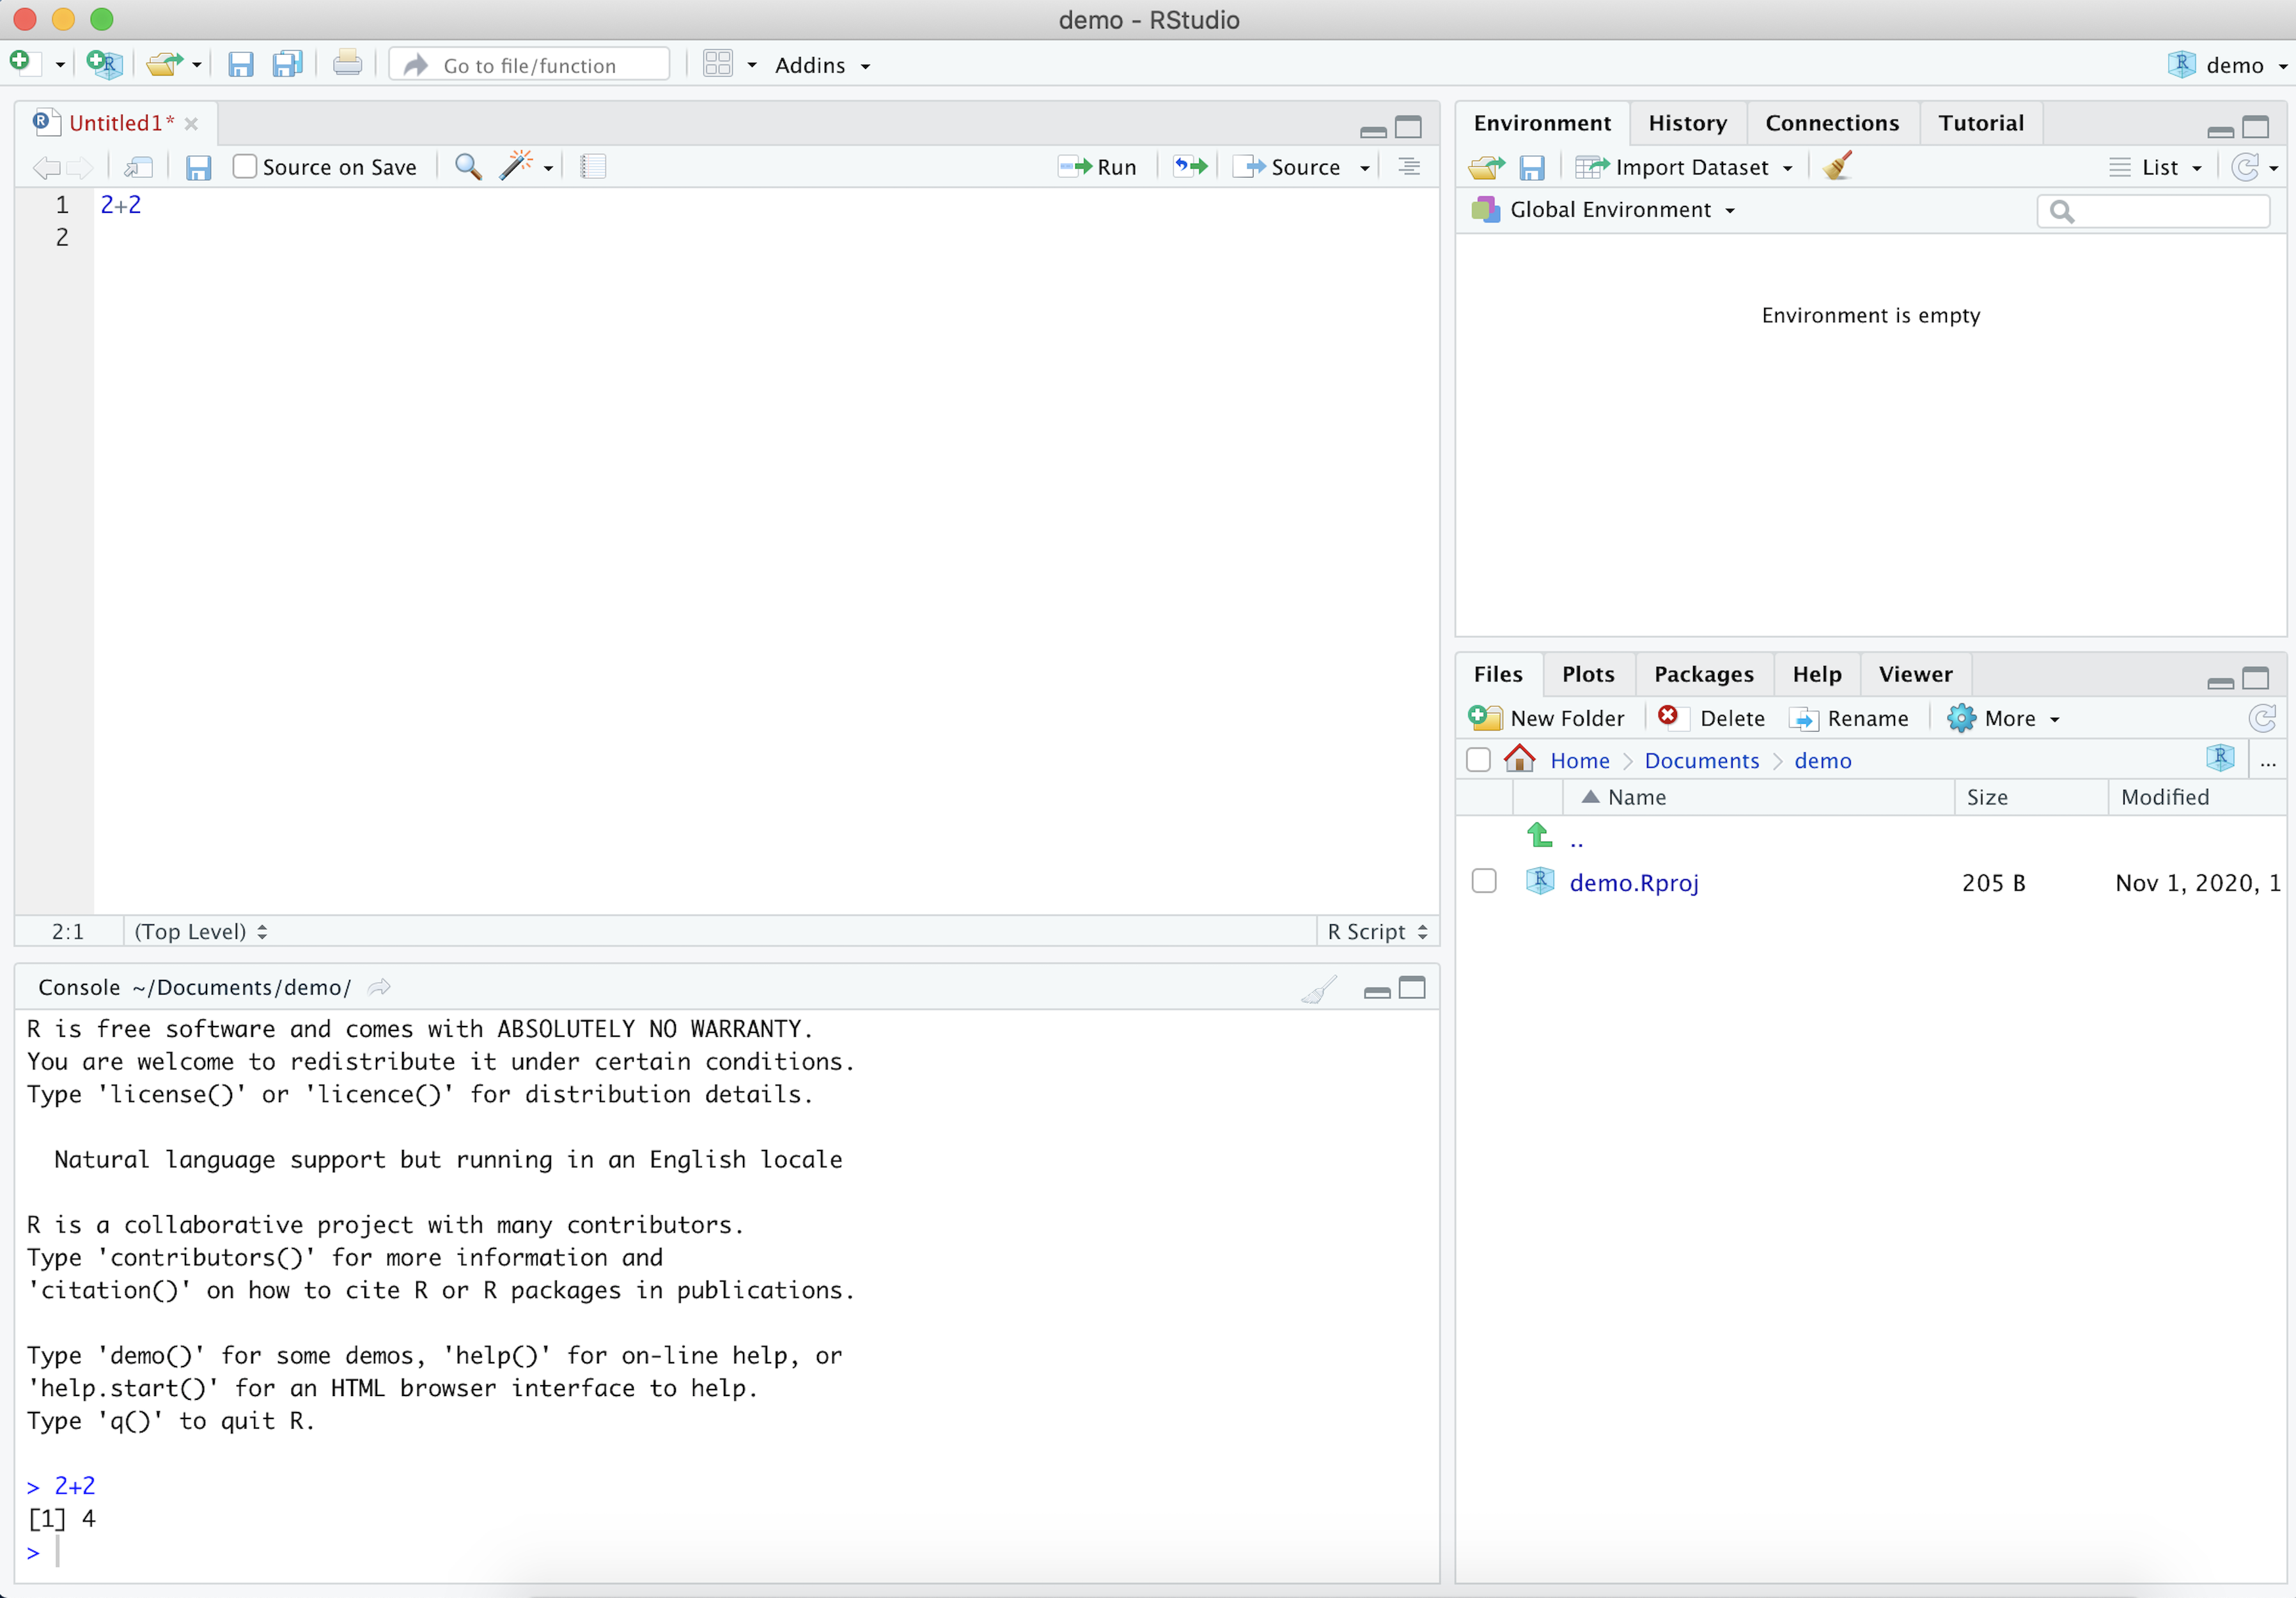 demo - RStudio
Go to file/function
Addins
demo
Untitled1*
Source on Save
Run
Source
1 2+2
2
2:1
(Top Level)
R Script
Console ~/Documents/demo/
R is free software and comes with ABSOLUTELY NO WARRANTY.
You are welcome to redistribute it under certain conditions.
Type 'license()' or 'licence()' for distribution details.
Natural language support but running in an English locale
R is a collaborative project with many contributors.
Type 'contributors()' for more information and
'citation()' on how to cite R or R packages in publications.
Type 'demo()' for some demos, 'help()' for on-line help, or
'help.start()' for an HTML browser interface to help.
Type 'q()' to quit R.
> 2+2
[1] 4
>
Environment History Connections Tutorial
Import Dataset
List
Global Environment
Environment is empty
Files Plots Packages Help Viewer
New Folder Delete Rename More
Home > Documents > demo
...
Name Size Modified
..
demo.Rproj 205 B Nov 1, 2020, 1